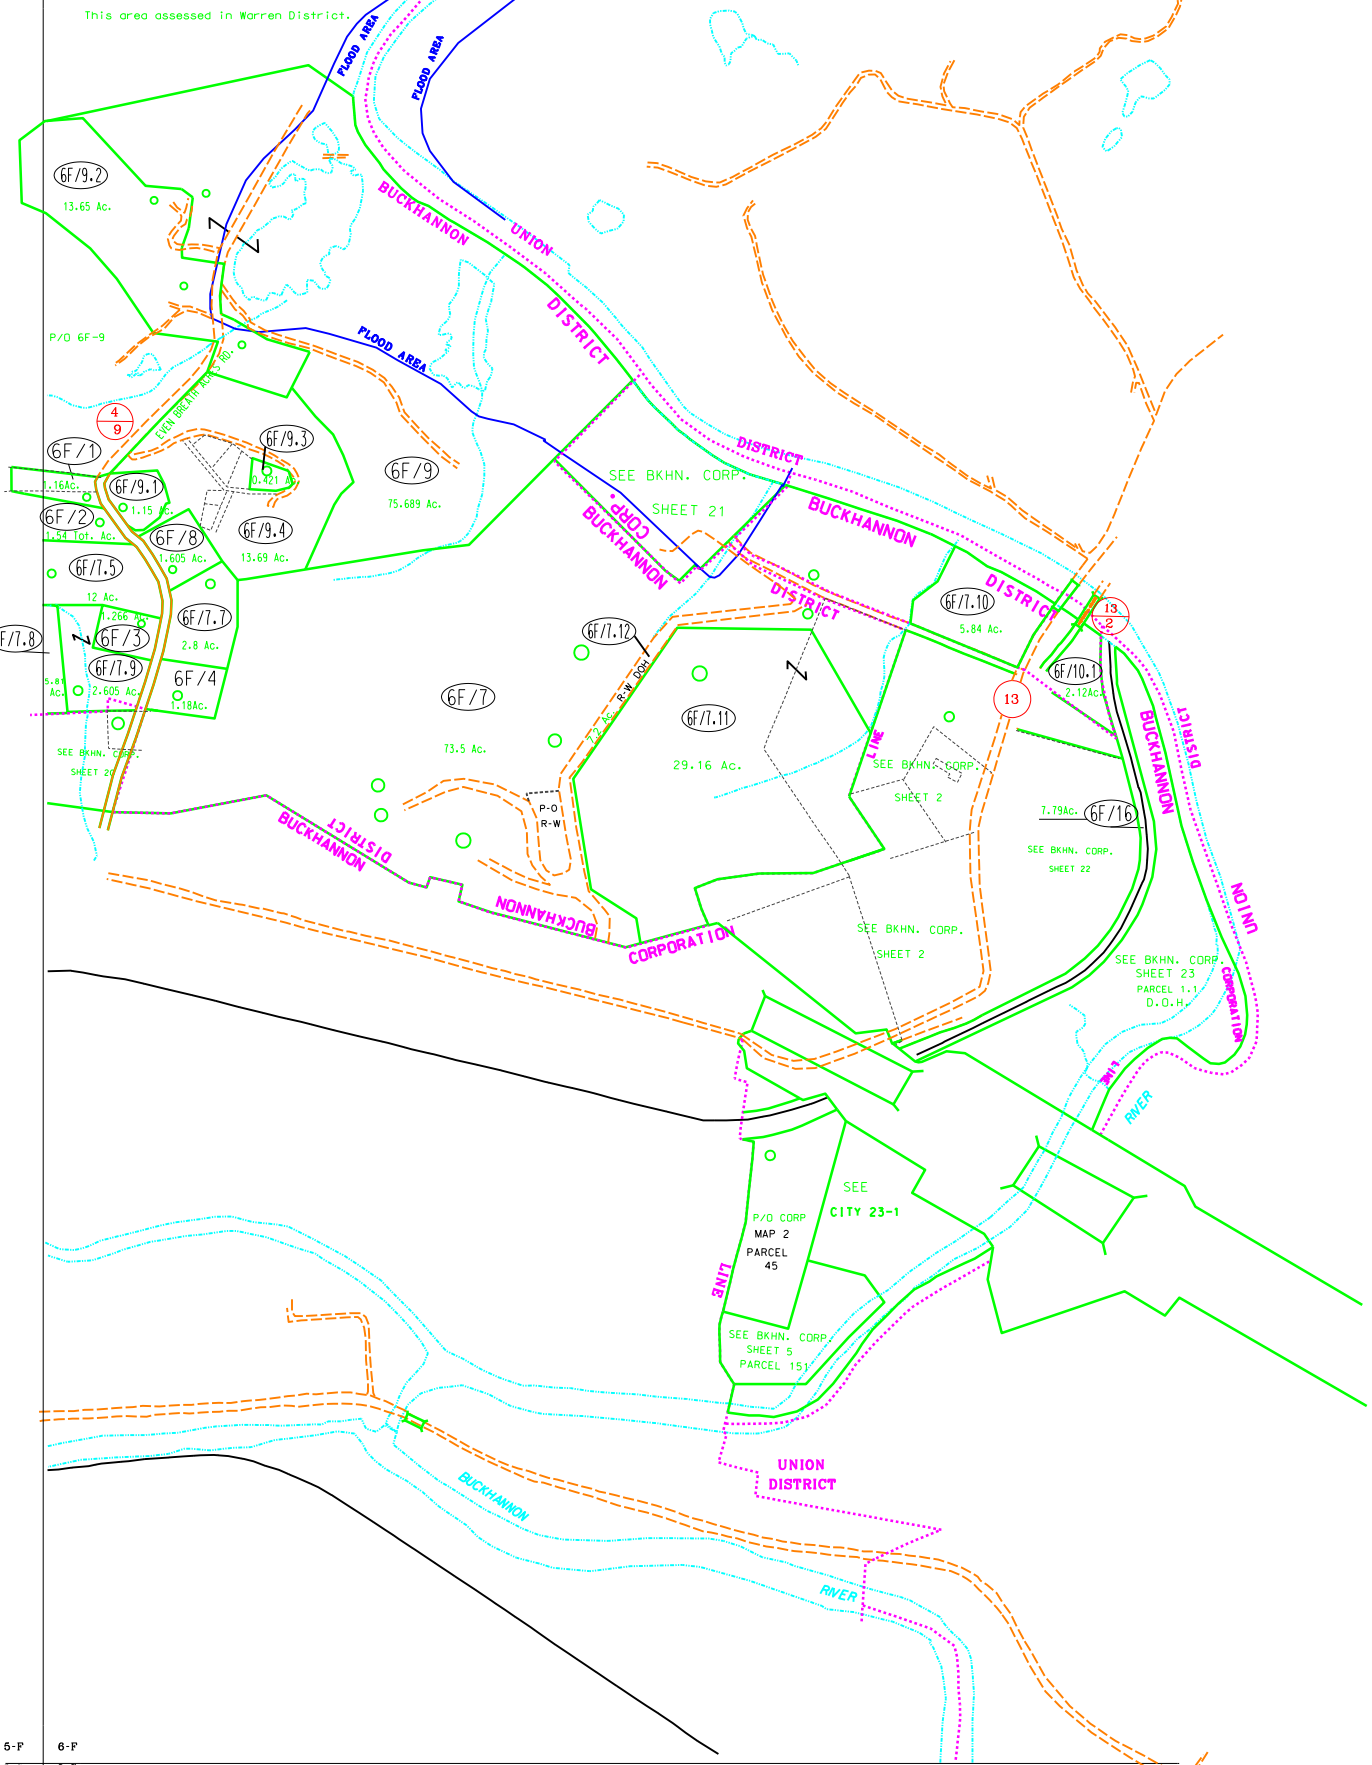 This area assessed in Warren District.
FLOOD AREA
FLOOD AREA
6F/9.2
13.65 Ac.
BUCKHANNON
UNION
DISTRICT
P/O 6F-9
FLOOD AREA
EVEN BREATH ACRES RD.
4
9
6F/1
1.16Ac.
6F/9.3
0.421 Ac
6F/9
75.689 Ac.
6F/9.1
1.15 Ac.
6F/2
1.54 Tot. Ac.
6F/8
1.605 Ac.
6F/9.4
13.69 Ac.
DISTRICT
SEE BKHN. CORP.
SHEET 21
CORP.
BUCKHANNON
BUCKHANNON
DISTRICT
DISTRICT
6F/7.10
5.84 Ac.
13
2
6F/7.5
12 Ac.
1.266 Ac.
6F/3
F/7.8
6F/7.7
2.8 Ac.
6F/7.9
2.605 Ac.
5.81
Ac.
6F/4
1.18Ac.
6F/7.12
R-W DOH
7.2 Ac.
6F/7
73.5 Ac.
6F/7.11
29.16 Ac.
LINE
13
6F/10.1
2.12Ac.
BUCKHANNON
DISTRICT
SEE BKHN. CORP.
SHEET 20
SEE BKHN. CORP.
SHEET 2
7.79Ac.
6F/16
SEE BKHN. CORP.
SHEET 22
P-O
R-W
DISTRICT
BUCKHANNON
BUCKHANNON
CORPORATION
SEE BKHN. CORP.
SHEET 2
UNION
SEE BKHN. CORP.
SHEET 23
PARCEL 1.1
D.O.H.
CORPORATION
LINE
RIVER
SEE
CITY 23-1
P/O CORP
MAP 2
PARCEL
45
LINE
SEE BKHN. CORP.
SHEET 5
PARCEL 151
UNION
DISTRICT
BUCKHANNON
RIVER
5-F
6-F